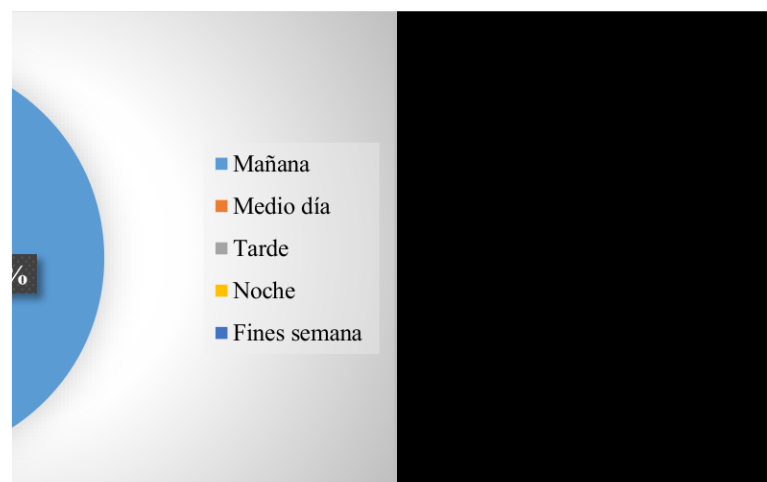 %
Mañana
Medio día
Tarde
Noche
Fines semana